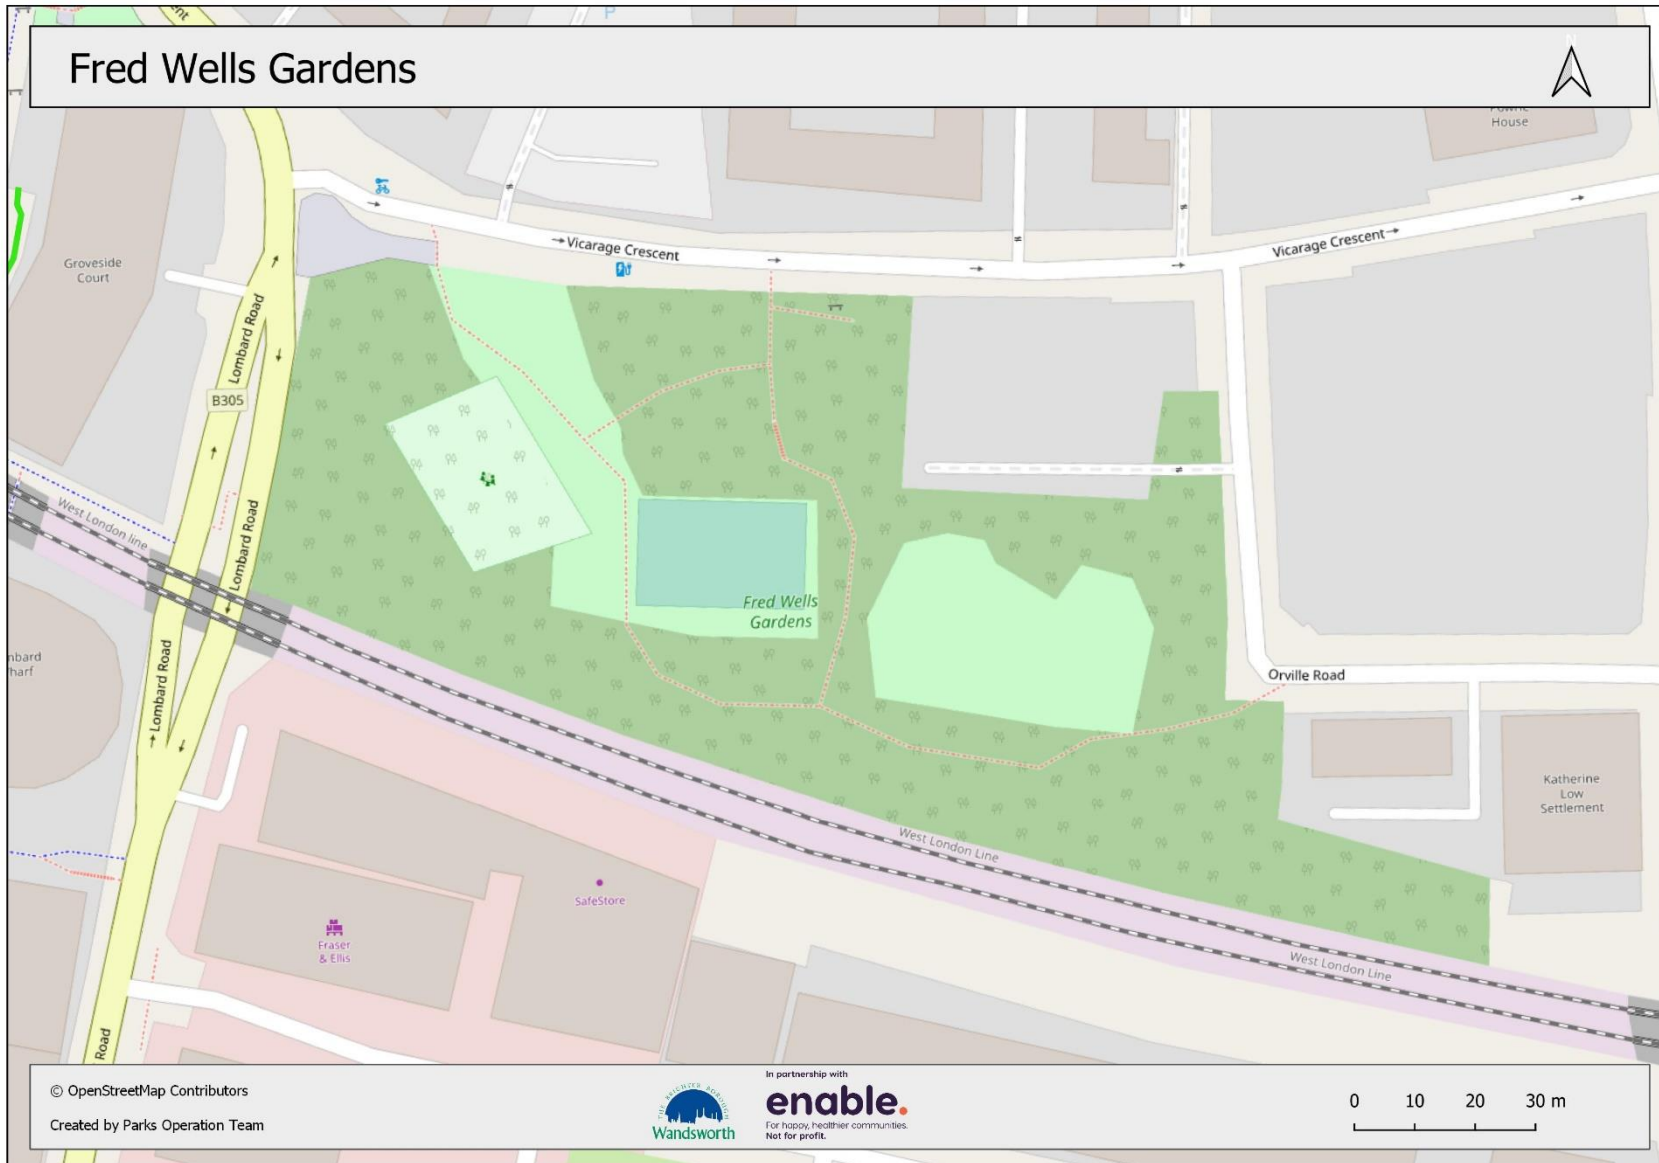 P
Fred Wells Gardens
N
House
Groveside
Court
Vicarage Crescent
Vicarage Crescent
Lombard Road
B305
Lombard Road
West London line
Fred Wells
Gardens
Lombard Road
Orville Road
Katherine
Low
Settlement
West London Line
SafeStore
Fraser
& Ellis
West London Line
Road
© OpenStreetMap Contributors
Created by Parks Operation Team
THE BRIGHTER BOROUGH
Wandsworth
In partnership with
enable.
For happy, healthier communities.
Not for profit.
0 10 20 30 m